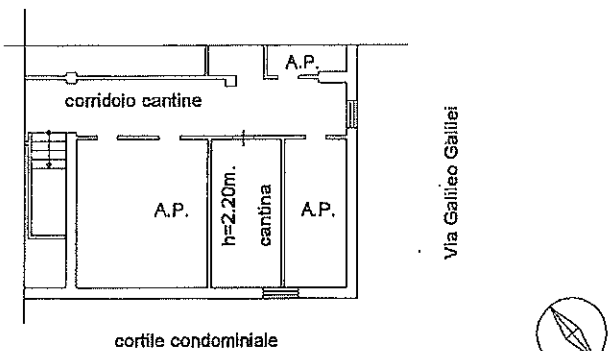 A.P.
corridoio cantine
A.P.
h=2.20m.
cantina
A.P.
Via Galileo Galilei
cortile condominiale